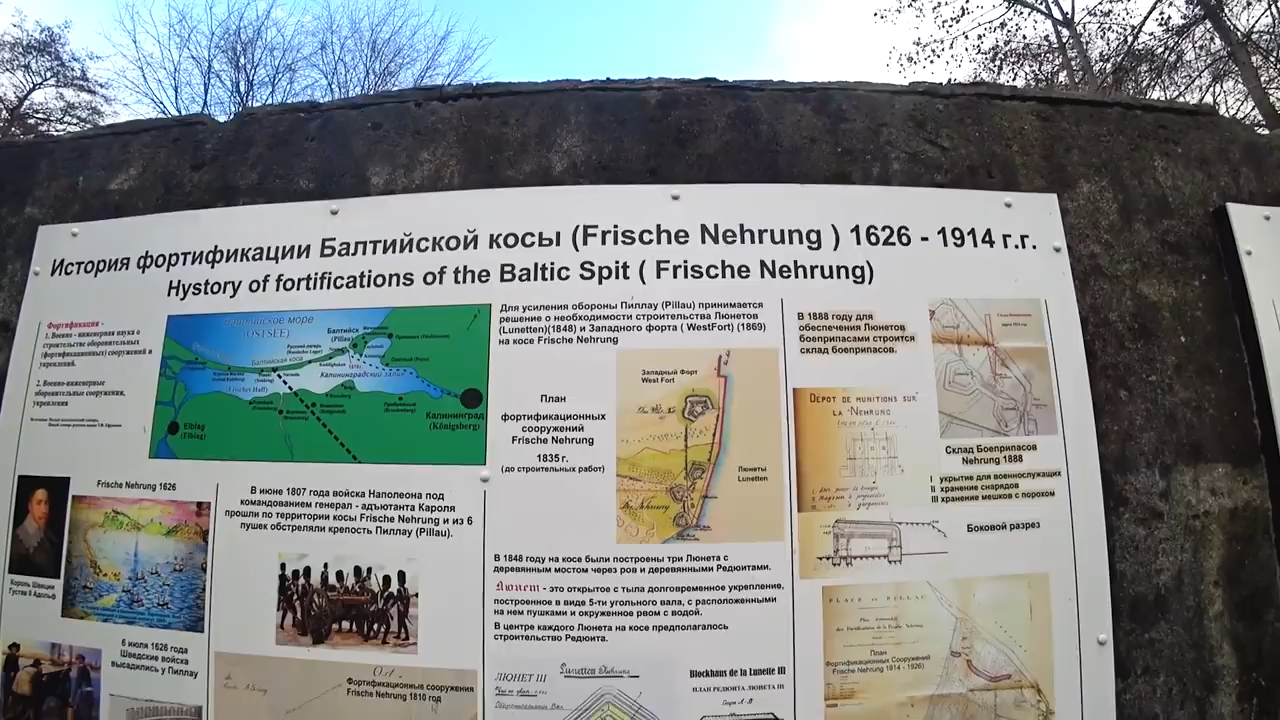 История фортификации Балтийской косы (Frische Nehrung ) 1626 - 1914 г.г.
Hystory of fortifications of the Baltic Spit ( Frische Nehrung)
Фортификация -
1. Военно - инженерная наука о
строительстве оборонительных
(фортификационных) сооружений и
укреплений.
2. Военно-инженерные
оборонительные сооружения,
укрепления
Балтийское море
(OSTSEE)
Балтийск
(Pillau)
Балтийская коса
Калининградский залив
(Frisches Haff)
Elblag
(Elbing)
Калининград
(Königsberg)
Frische Nehrung 1626
Король Швеции
Густав II Адольф
6 июля 1626 года
Шведские войска
высадились у Пиллау
В июне 1807 года войска Наполеона под
командованием генерал - адъютанта Кароля
прошли по территории косы Frische Nehrung и из 6
пушек обстреляли крепость Пиллау (Pillau).
Фортификационные сооружения
Frische Nehrung 1810 год
Для усиления обороны Пиллау (Pillau) принимается
решение о необходимости строительства Люнетов
(Lunetten)(1848) и Западного форта ( WestFort) (1869)
на косе Frische Nehrung
План
фортификационных
сооружений
Frische Nehrung
1835 г.
(до строительных работ)
Западный Форт
West Fort
Люнеты
Lunetten
В 1848 году на косе были построены три Люнета с
деревянным мостом через ров и деревянными Редюитами.
Люнет - это открытое с тыла долговременное укрепление,
построенное в виде 5-ти угольного вала, с расположенными
на нем пушками и окруженное рвом с водой.
В центре каждого Люнета на косе предполагалось
строительство Редюита.
ЛЮНЕТ III
Blockhaus de la Lunette III
ПЛАН РЕДЮИТА ЛЮНЕТА III
В 1888 году для
обеспечения Люнетов
боеприпасами строится
склад боеприпасов.
DEPOT DE MUNITIONS SUR
LA NEHRUNG
Склад Боеприпасов
Nehrung 1888
I укрытие для военнослужащих
II хранение снарядов
III хранение мешков с порохом
Боковой разрез
PLACE DE PILLAU
План
Фортификационных Сооружений
Frische Nehrung 1914 - 1926)